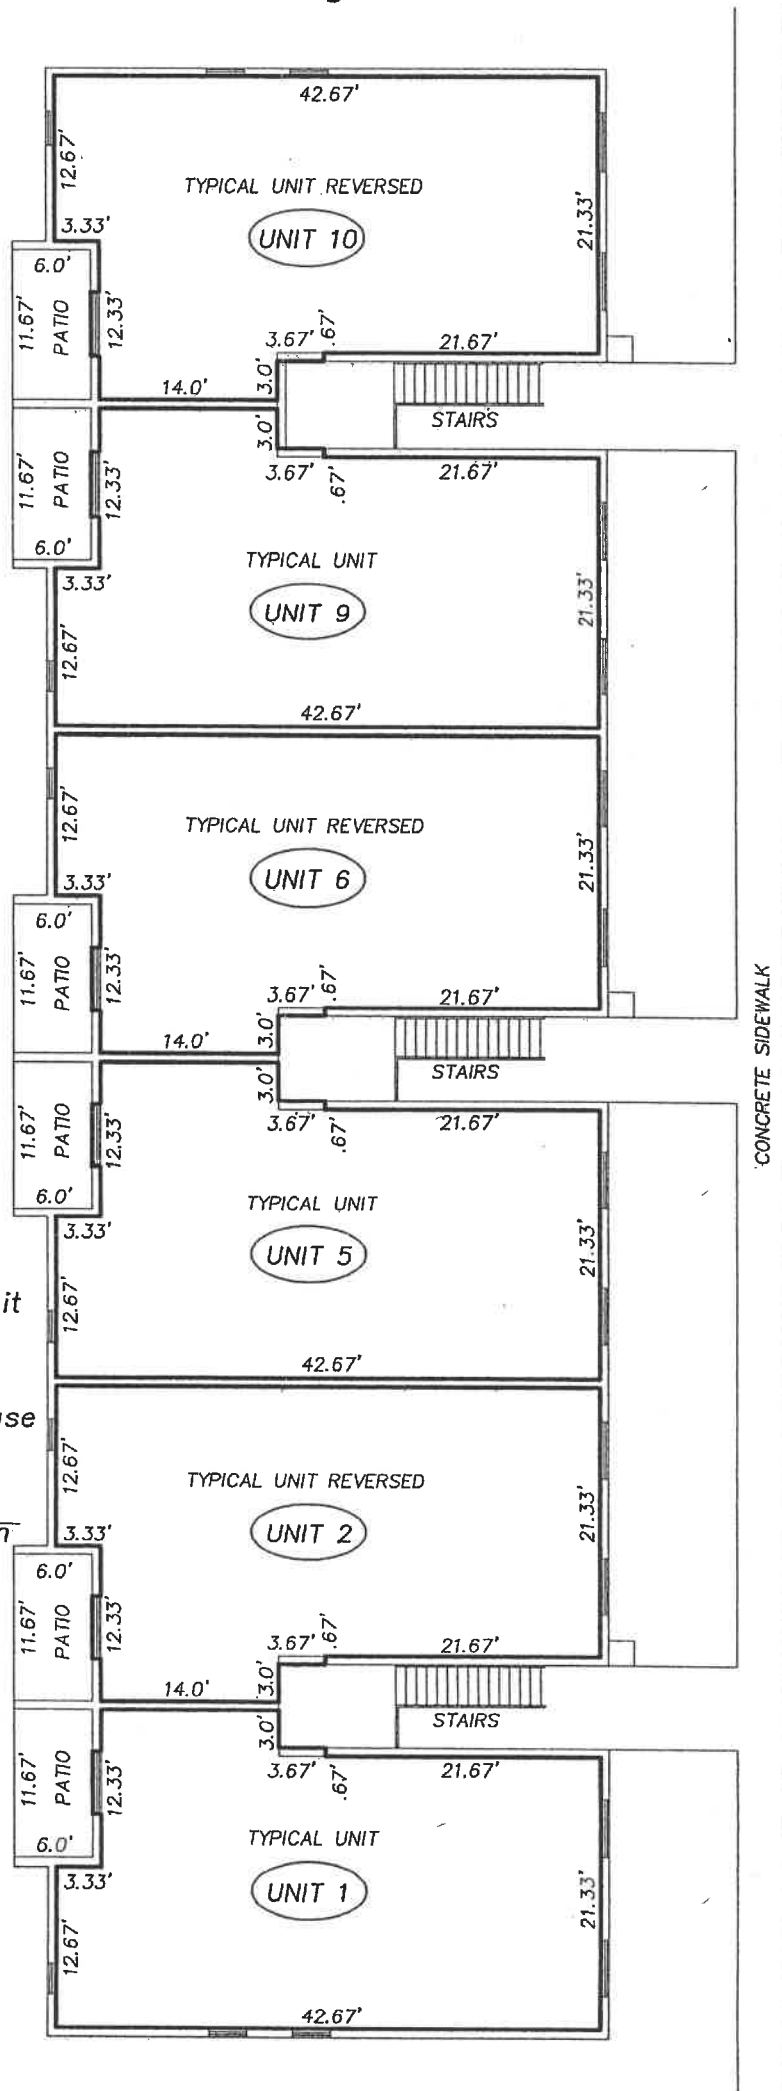 42.67'
12.67'
TYPICAL UNIT REVERSED
UNIT 10
21.33'
3.33'
6.0'
11.67'
PATIO
12.33'
3.67'
.67'
21.67'
3.0'
14.0'
STAIRS
3.0'
3.67'
.67'
21.67'
11.67'
PATIO
12.33'
6.0'
3.33'
TYPICAL UNIT
UNIT 9
21.33'
12.67'
42.67'
12.67'
TYPICAL UNIT REVERSED
UNIT 6
21.33'
3.33'
6.0'
11.67'
PATIO
12.33'
3.67'
.67'
21.67'
3.0'
14.0'
STAIRS
CONCRETE SIDEWALK
3.0'
3.67'
.67'
21.67'
11.67'
PATIO
12.33'
6.0'
3.33'
TYPICAL UNIT
UNIT 5
21.33'
it
12.67'
42.67'
use
12.67'
TYPICAL UNIT REVERSED
UNIT 2
21.33'
3.33'
6.0'
11.67'
PATIO
12.33'
3.67'
.67'
21.67'
3.0'
14.0'
STAIRS
3.0'
3.67'
.67'
21.67'
11.67'
PATIO
12.33'
6.0'
3.33'
TYPICAL UNIT
UNIT 1
21.33'
12.67'
42.67'